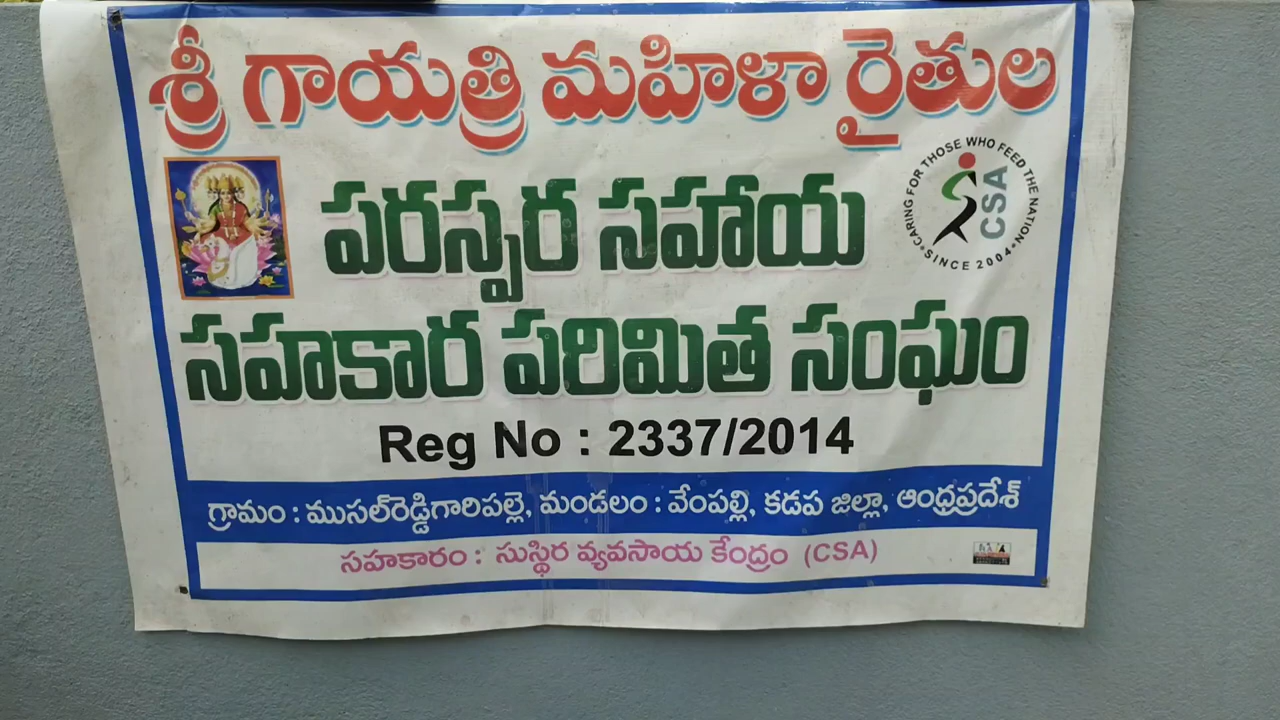 శ్రీ గాయత్రి మహిళా రైతుల
పరస్పర సహాయ
సహకార పరిమిత సంఘం
CARING FOR THOSE WHO FEED THE NATION
CSA
SINCE 2004
Reg No : 2337/2014
గ్రామం : ముసల్‌రెడ్డిగారిపల్లె, మండలం : వేంపల్లి, కడప జిల్లా, ఆంధ్రప్రదేశ్
సహకారం : సుస్థిర వ్యవసాయ కేంద్రం (CSA)